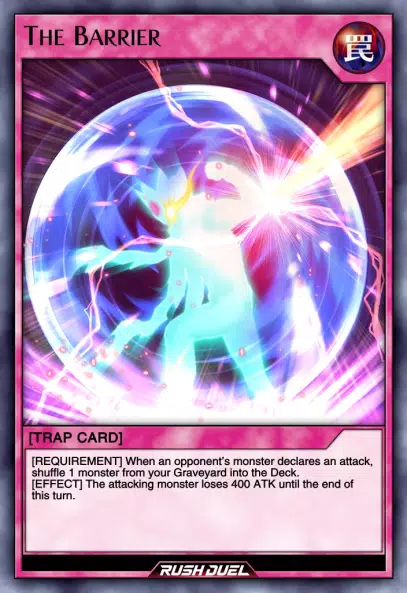 The Barrier
罠
[TRAP CARD]
[REQUIREMENT] When an opponent's monster declares an attack,
shuffle 1 monster from your Graveyard into the Deck.
[EFFECT] The attacking monster loses 400 ATK until the end of
this turn.
RUSH DUEL